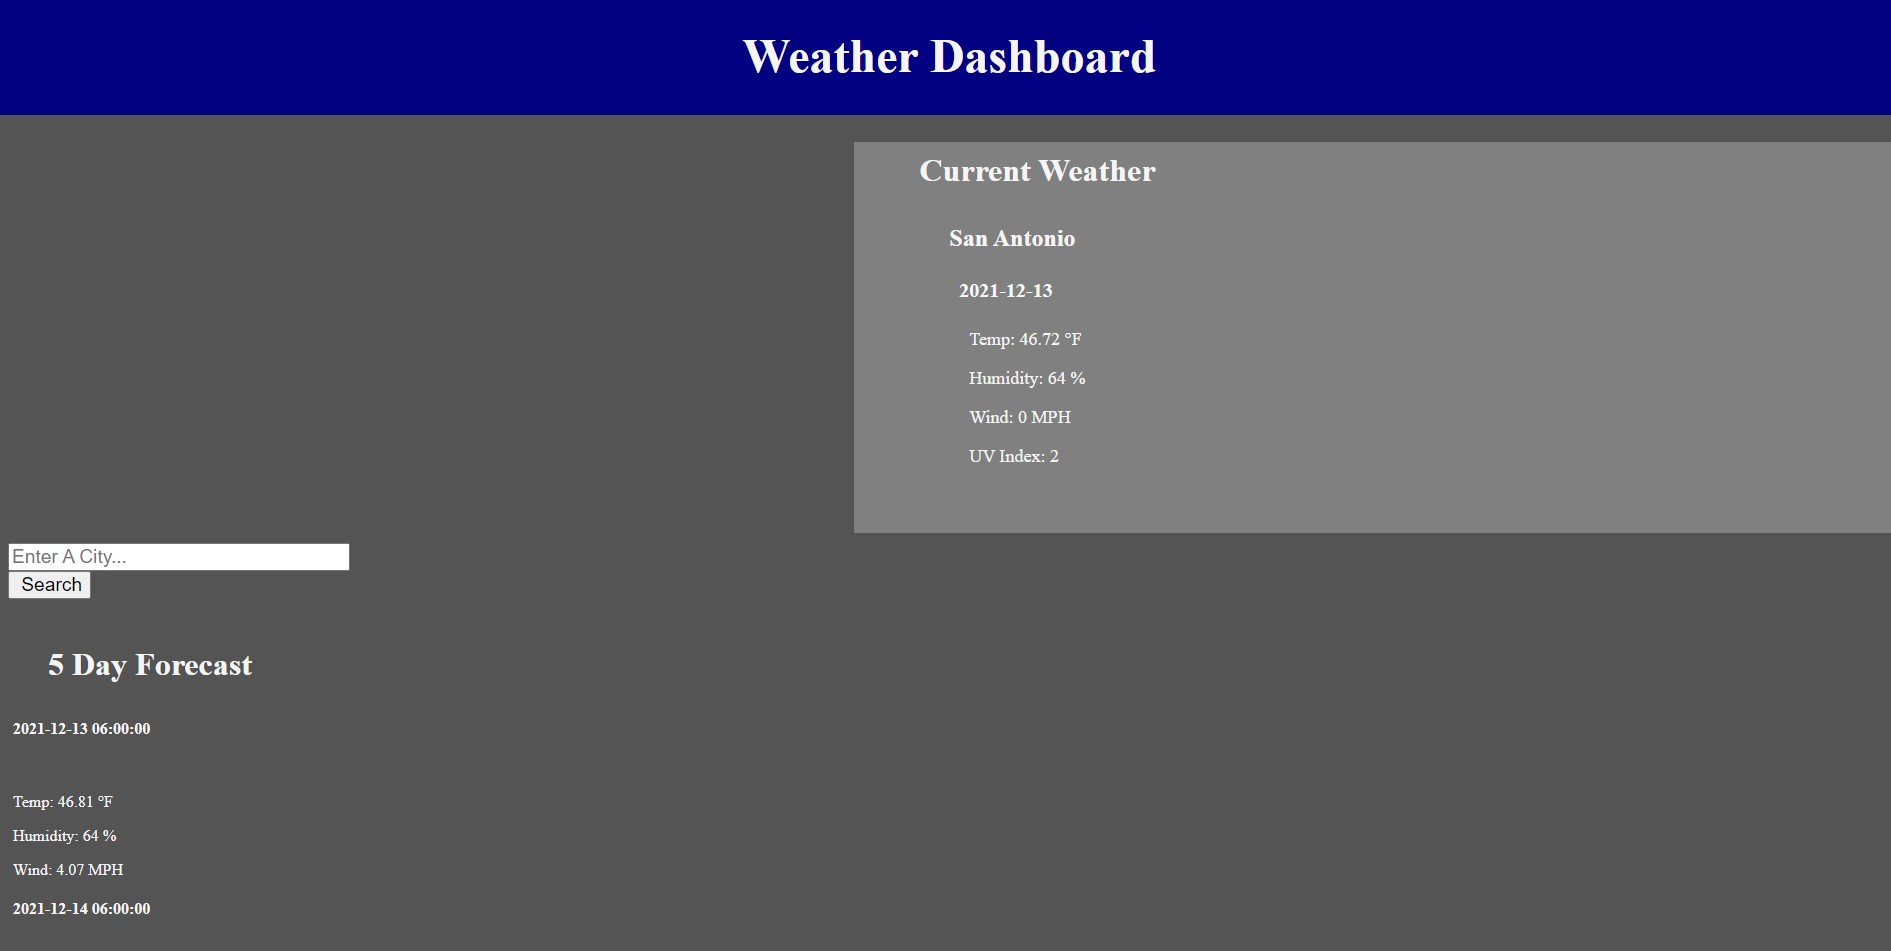 Weather Dashboard
Current Weather
San Antonio
2021-12-13
Temp: 46.72 °F
Humidity: 64 %
Wind: 0 MPH
UV Index: 2
Enter A City...
Search
5 Day Forecast
2021-12-13 06:00:00
Temp: 46.81 °F
Humidity: 64 %
Wind: 4.07 MPH
2021-12-14 06:00:00